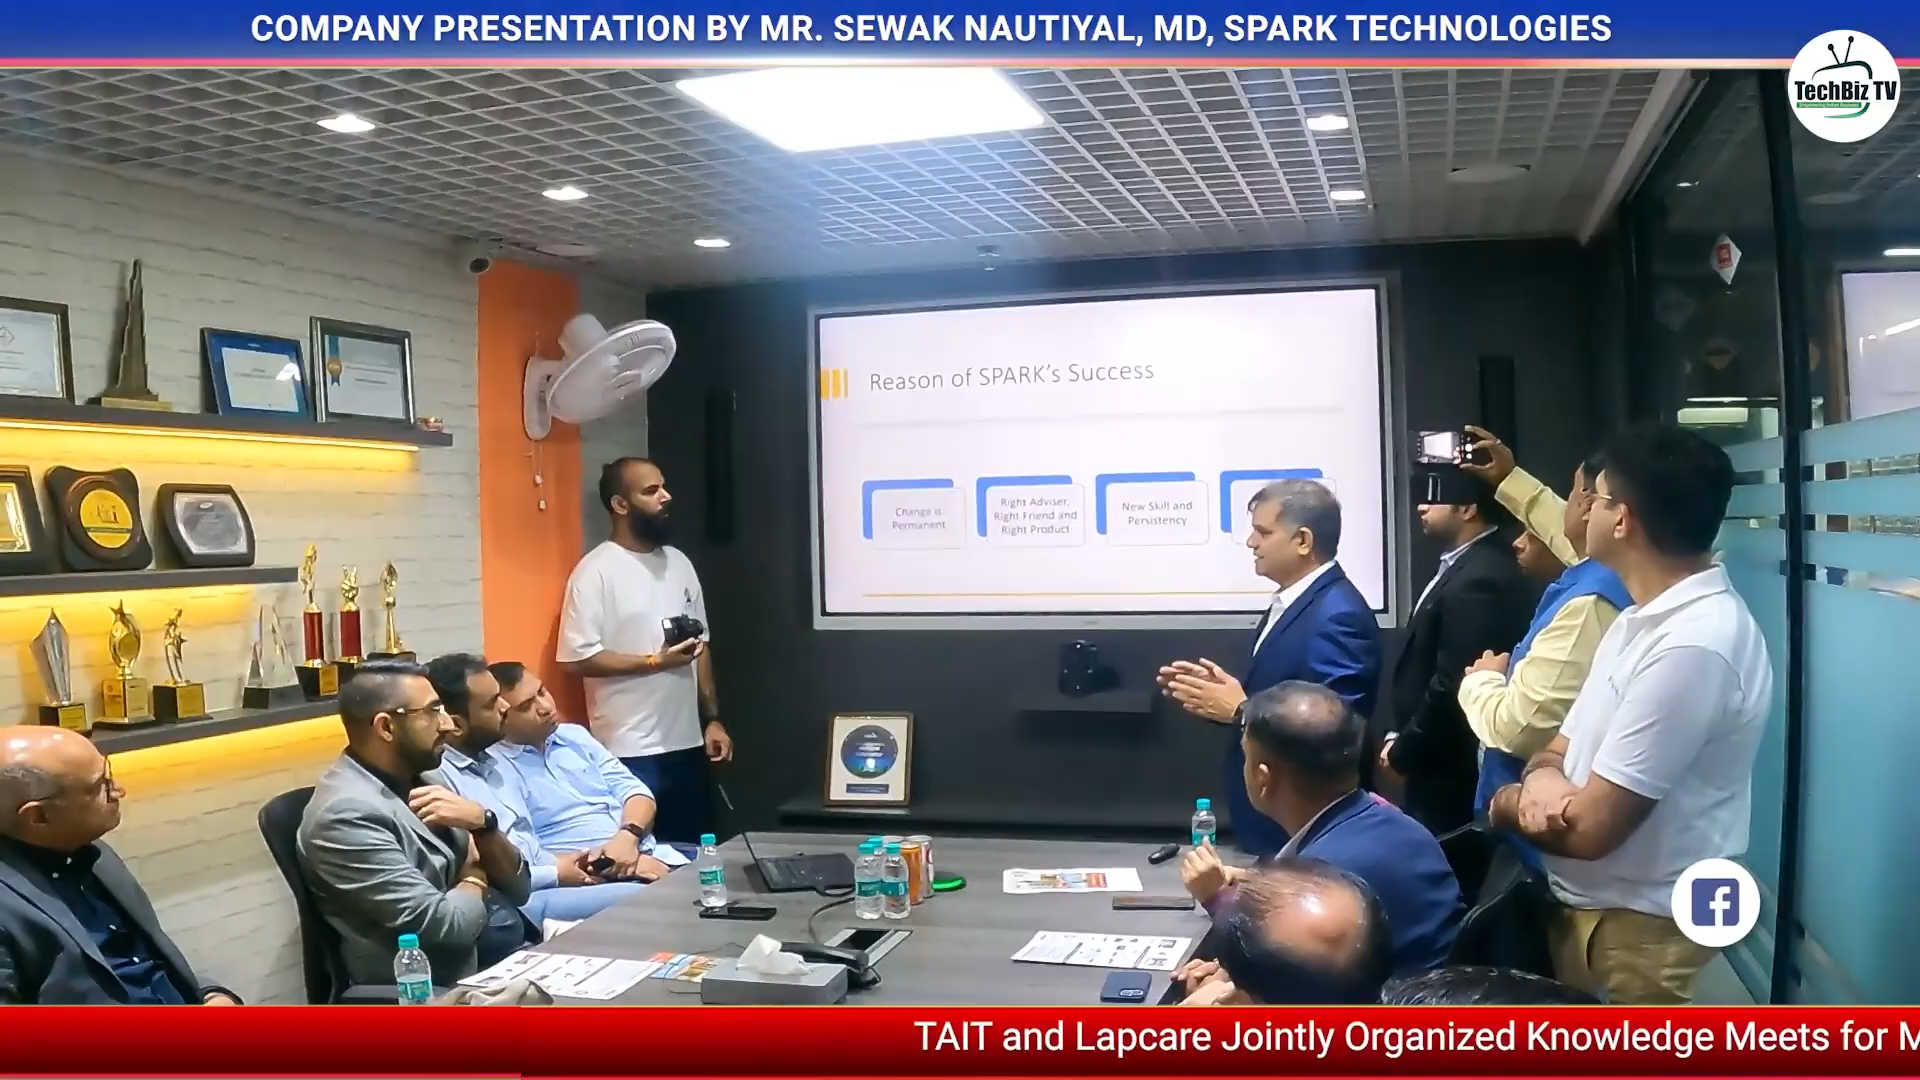 COMPANY PRESENTATION BY MR. SEWAK NAUTIYAL, MD, SPARK TECHNOLOGIES
TechBiz TV
Reason of SPARK's Success
Change is
Permanent
Right Adviser,
Right Friend and
Right Product
New Skill and
Persistency
TAIT and Lapcare Jointly Organized Knowledge Meets for M